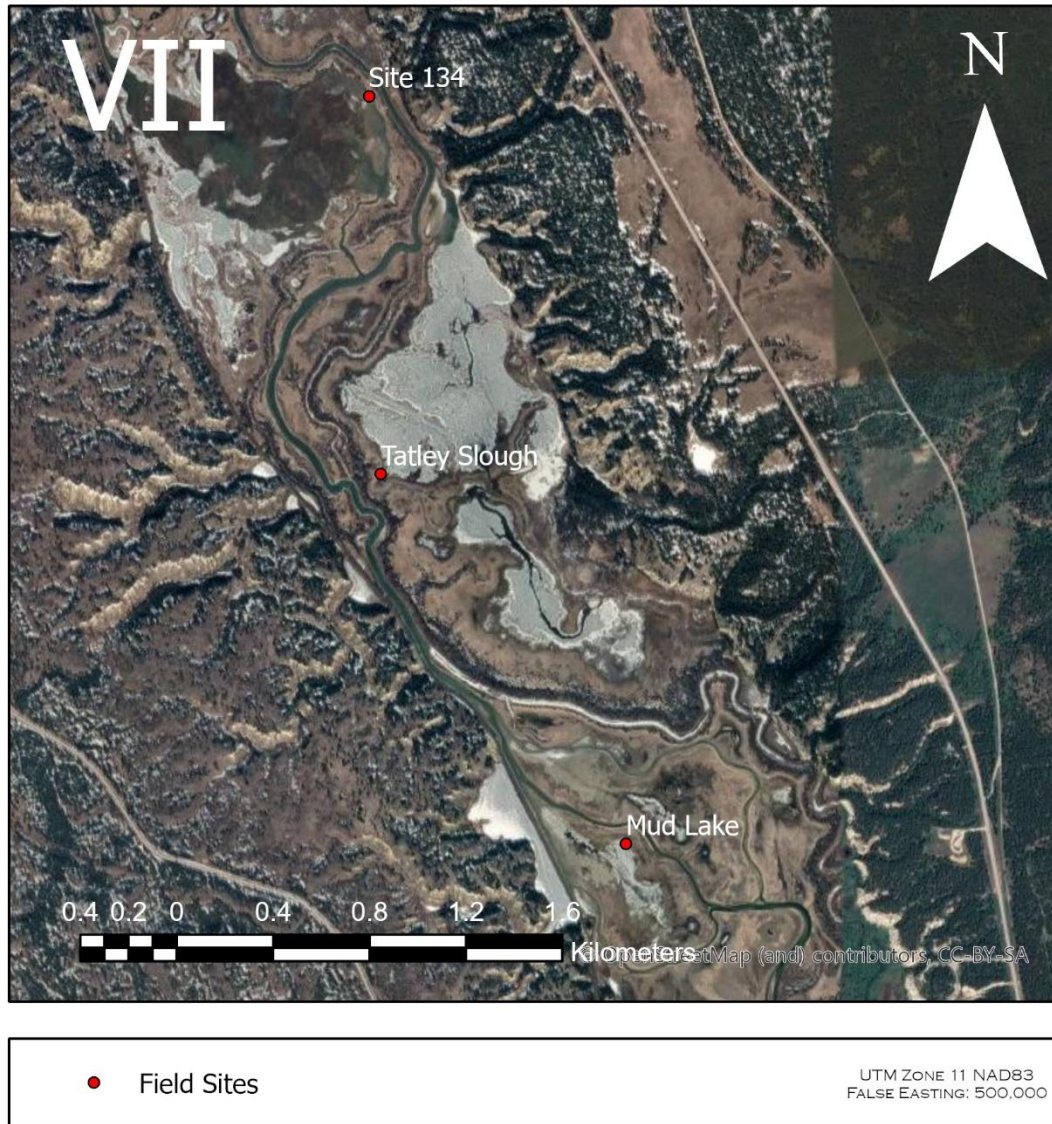 VII
N
Site 134
Tatley Slough
Mud Lake
0.4 0.2 0 0.4 0.8 1.2 1.6
Kilometers
OpenStreetMap (and) contributors, CC-BY-SA
Field Sites
UTM ZONE 11 NAD83
FALSE EASTING: 500,000